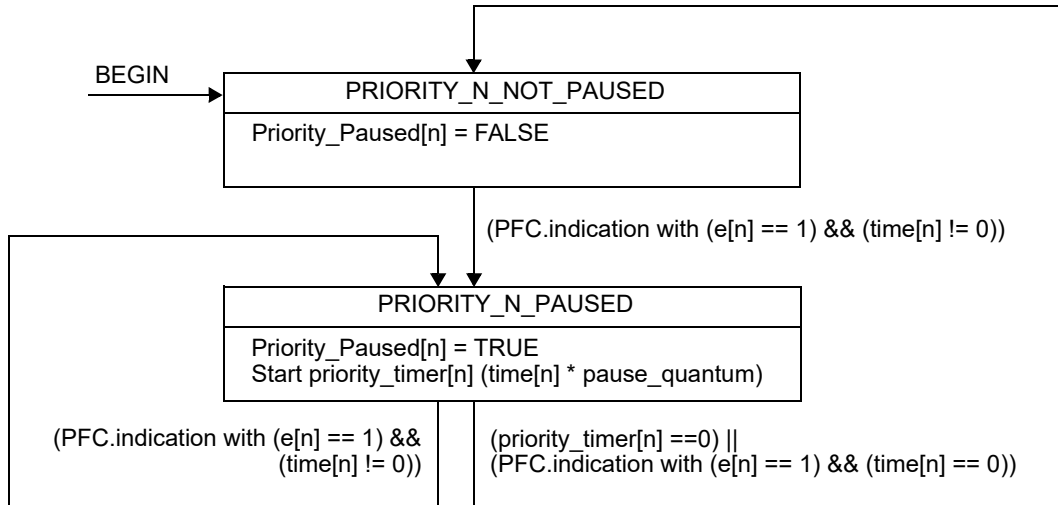 BEGIN
PRIORITY_N_NOT_PAUSED
Priority_Paused[n] = FALSE
(PFC.indication with (e[n] == 1) && (time[n] != 0))
PRIORITY_N_PAUSED
Priority_Paused[n] = TRUE
Start priority_timer[n] (time[n] * pause_quantum)
(PFC.indication with (e[n] == 1) &&
(time[n] != 0))
(priority_timer[n] ==0) ||
(PFC.indication with (e[n] == 1) && (time[n] == 0))